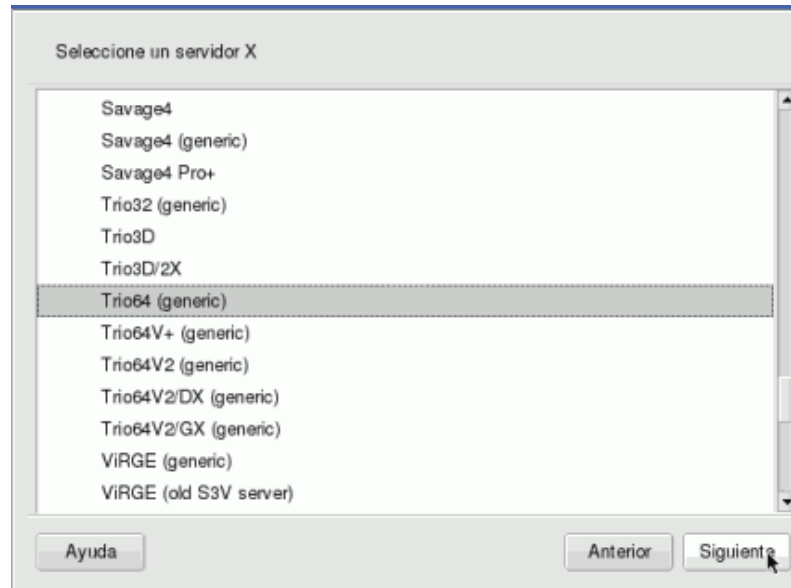 Seleccione un servidor X
Savage4
Savage4 (generic)
Savage4 Pro+
Trio32 (generic)
Trio3D
Trio3D/2X
Trio64 (generic)
Trio64V+ (generic)
Trio64V2 (generic)
Trio64V2/DX (generic)
Trio64V2/GX (generic)
ViRGE (generic)
ViRGE (old S3V server)
Ayuda
Anterior
Siguiente